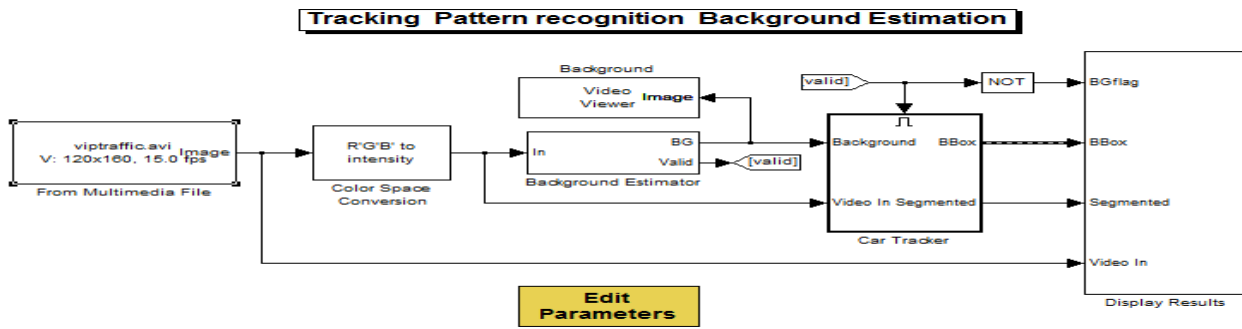 Tracking Pattern recognition Background Estimation
Background
Video
Viewer
Image
[valid]
NOT
BGflag
viptraffic.avi
V: 120x160, 15.0 fps
Image
From Multimedia File
R'G'B' to
intensity
Color Space
Conversion
In
BG
Valid
Background Estimator
[valid]
Background
BBox
Video In
Segmented
Car Tracker
BBox
Segmented
Video In
Display Results
Edit
Parameters